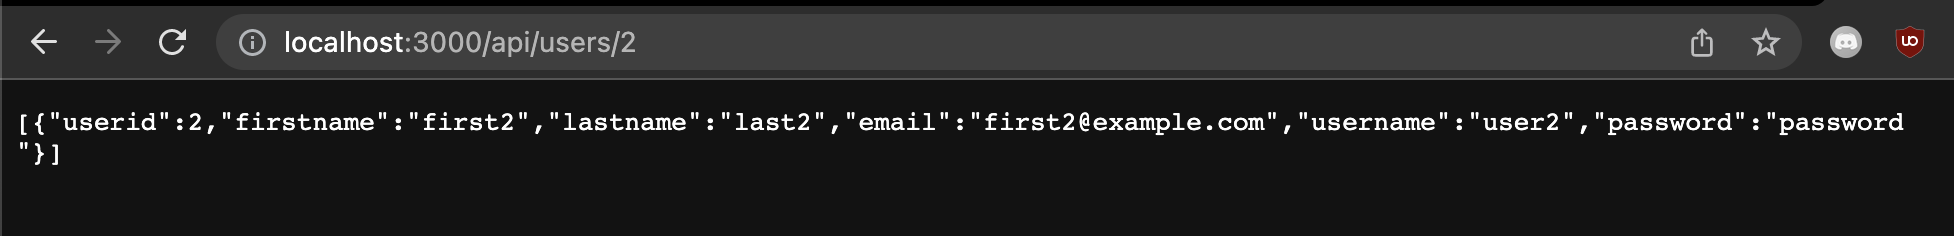 localhost:3000/api/users/2
UO
[{"userid":2,"firstname":"first2","lastname":"last2","email":"first2@example.com","username":"user2","password":"password
"}]